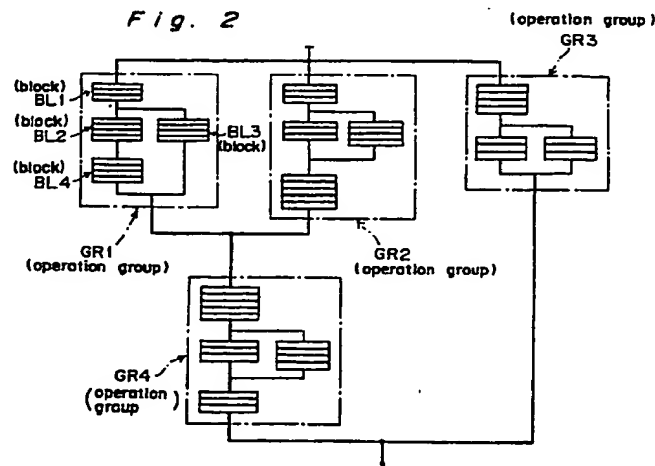 Fig. 2
(operation group)
GR3
(block)
BL1
(block)
BL2
BL3
(block)
(block)
BL4
GR1
(operation group)
GR2
(operation group)
GR4
(operation
group)